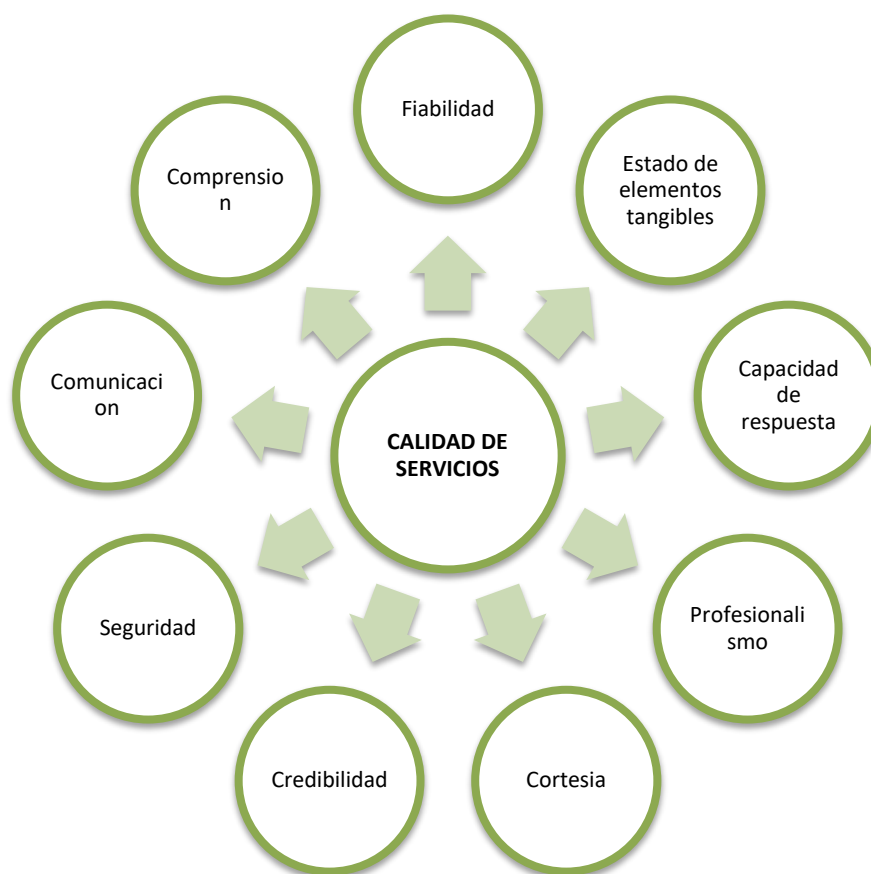 Fiabilidad
Estado de
elementos
tangibles
Capacidad
de
respuesta
Profesionali
smo
Cortesia
Credibilidad
Seguridad
Comunicaci
on
Comprensio
n
CALIDAD DE
SERVICIOS